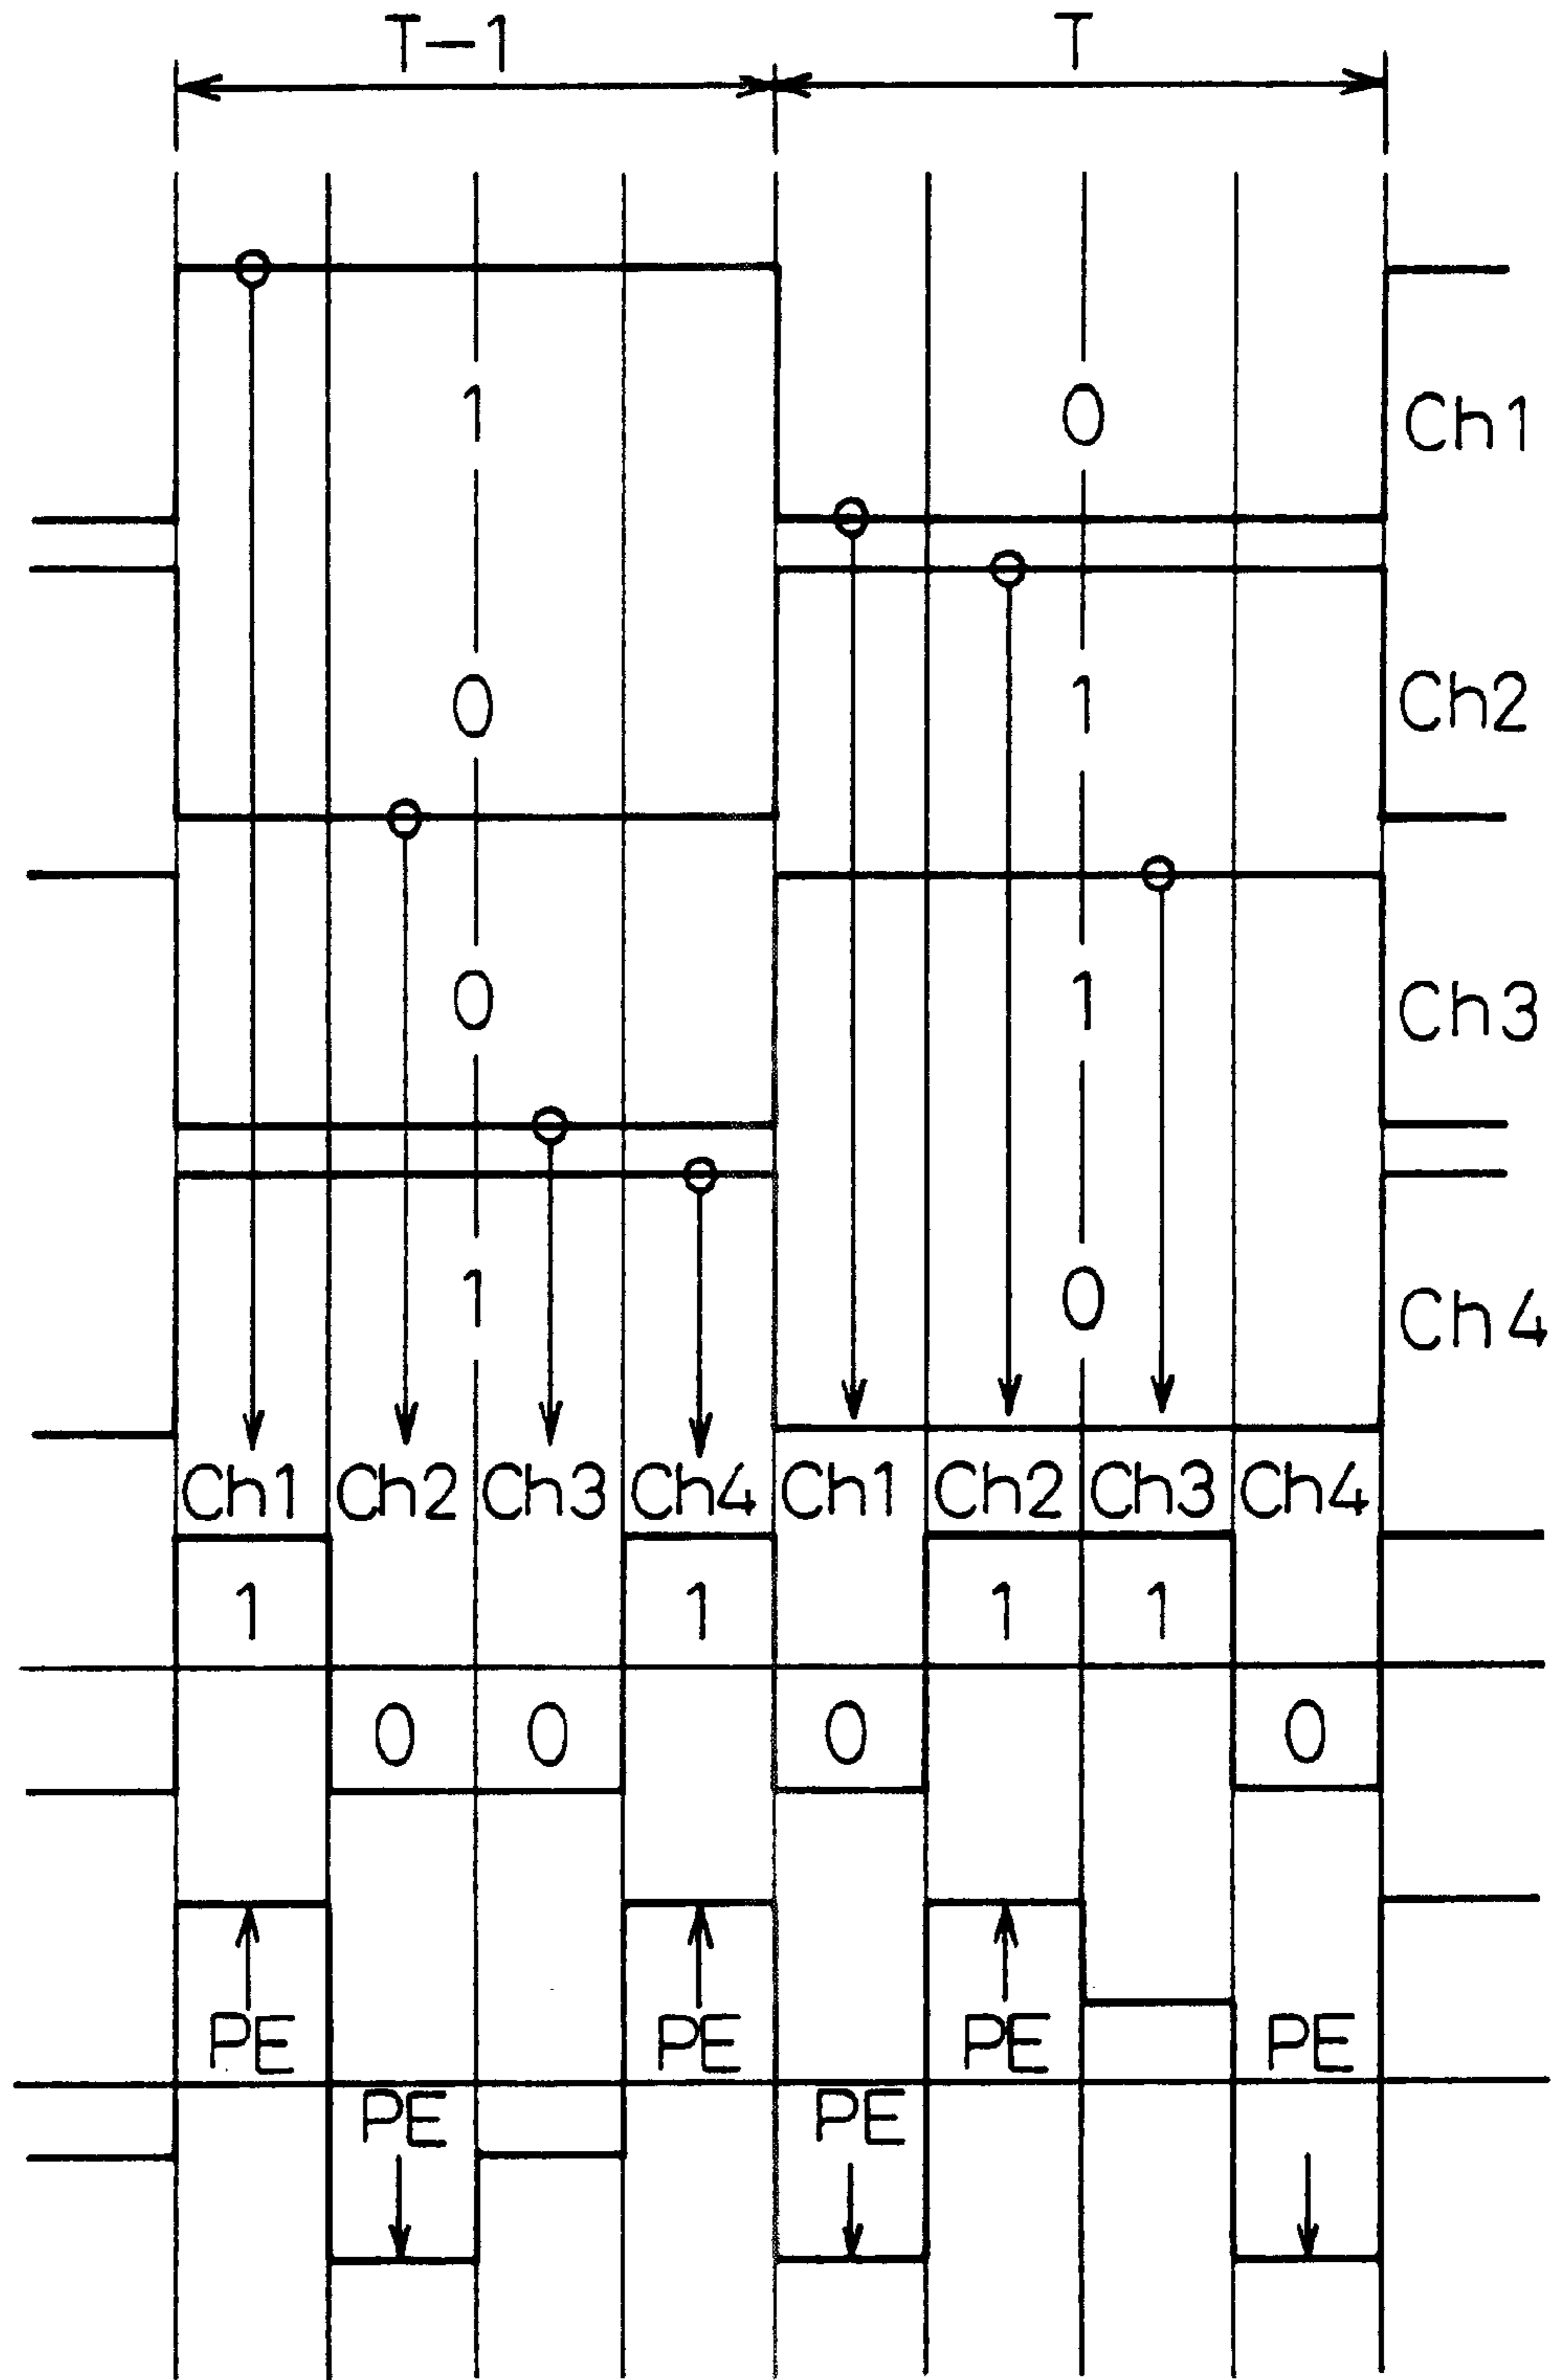 T-1 T
1 0 Ch1
0 1 Ch2
0 1 Ch3
1 0 Ch4
Ch1 Ch2 Ch3 Ch4 Ch1 Ch2 Ch3 Ch4
1 1 1 1
0 0 0 0
PE PE PE PE
PE PE